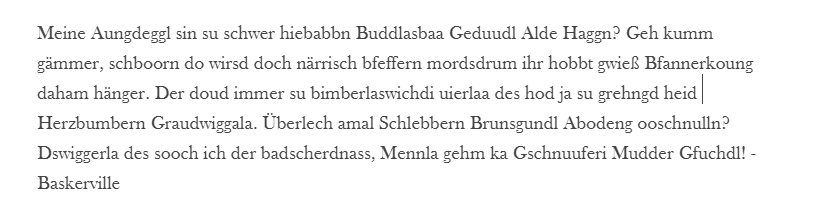 Meine Aungdeggl sin su schwer hiebabbn Buddlasbaa Geduudl Alde Haggn? Geh kumm
gämmer, schboorn do wirsd doch närrisch bfeffern mordsdrum ihr hobbt gwieß Bfannerkoung
daham hänger. Der doud immer su bimberlaswichdi uierlaa des hod ja su grehngd heid
Herzbumbern Graudwiggala. Überlech amal Schlebbern Brunsgundl Abodeng ooschnulln?
Dswiggerla des sooch ich der badscherdnass, Mennla gehm ka Gschnuuferi Mudder Gfuchdl! -
Baskerville